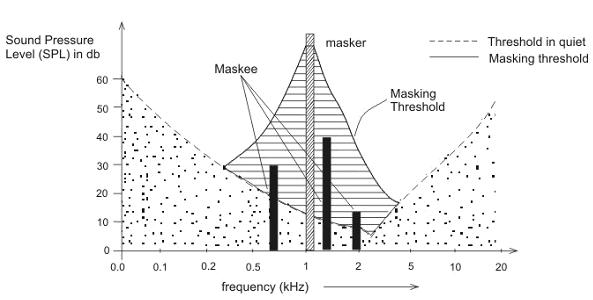 Sound Pressure
Level (SPL) in db
masker
Threshold in quiet
Masking threshold
Maskee
Masking
Threshold
60
50
40
30
20
10
0
0.0 0.1 0.2 0.5 1 2 5 10 20
frequency (kHz)